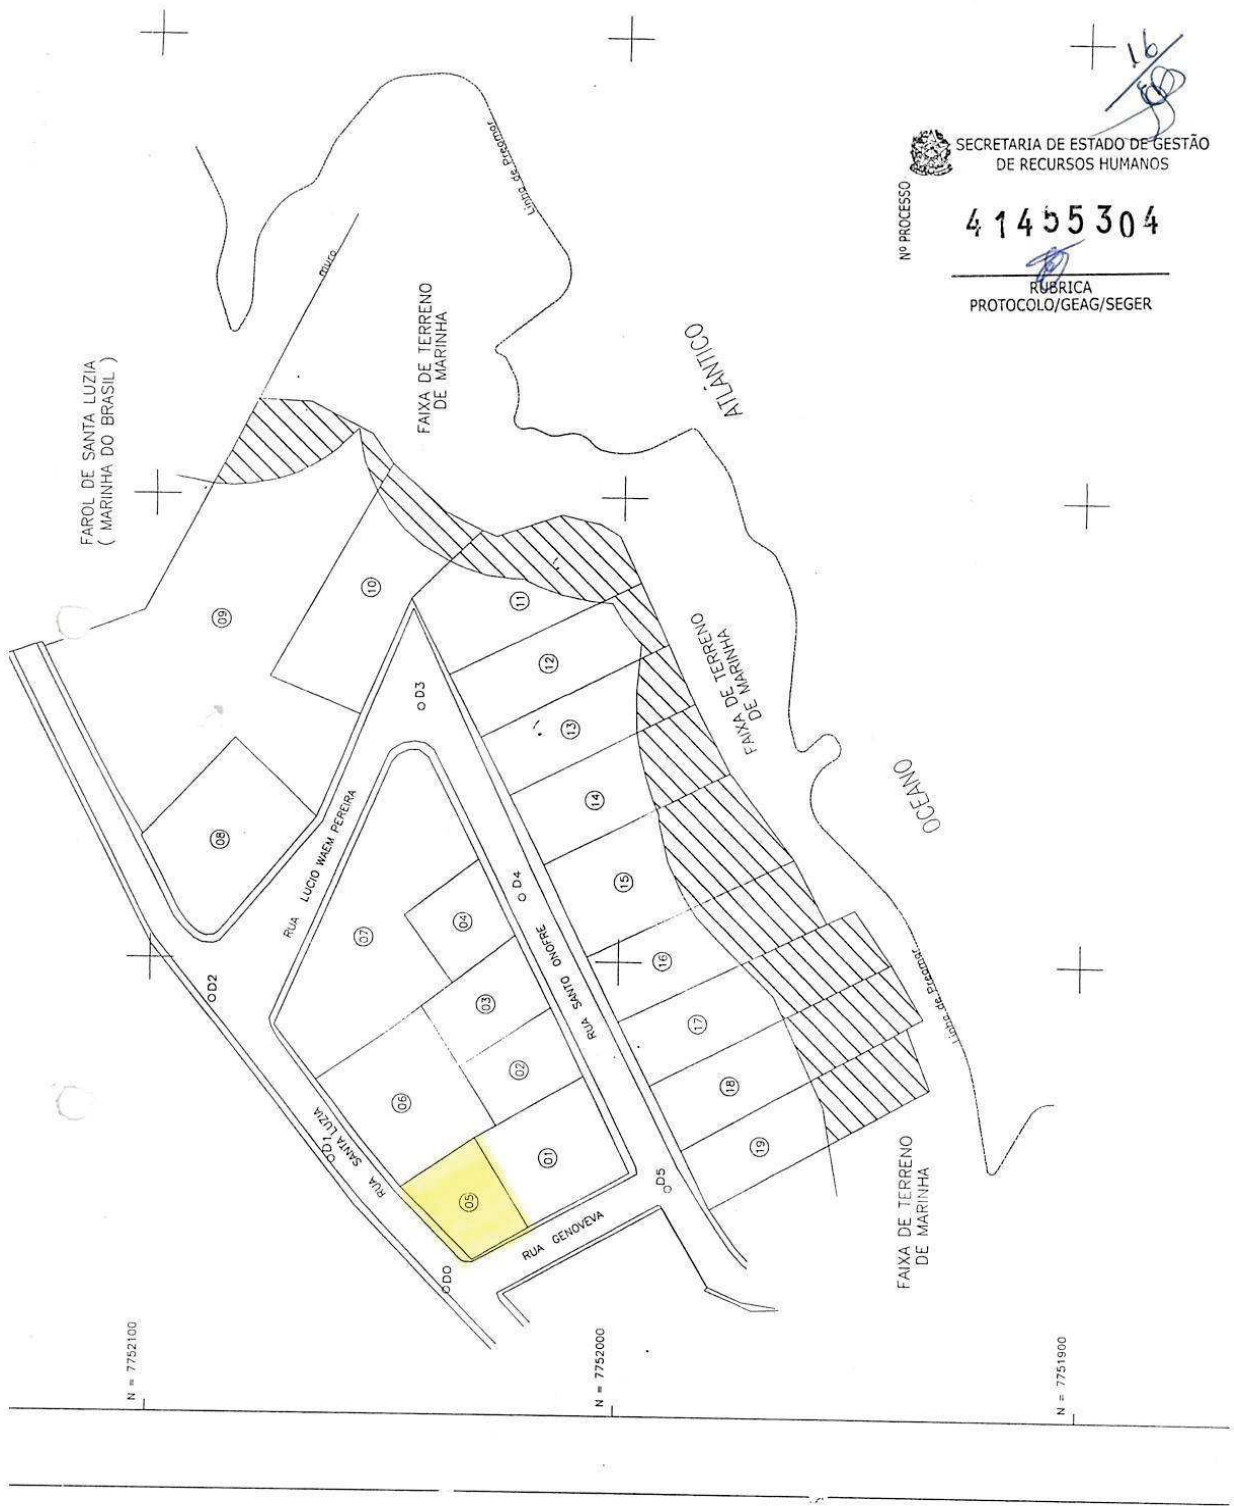 16
SECRETARIA DE ESTADO DE GESTÃO
DE RECURSOS HUMANOS
Nº PROCESSO
41455304
RUBRICA
PROTOCOLO/GEAG/SEGER
FAROL DE SANTA LUZIA
( MARINHA DO BRASIL )
muro
Linha de Preamar
FAIXA DE TERRENO
DE MARINHA
ATLÂNTICO
OCEANO
FAIXA DE TERRENO
DE MARINHA
Linha de Preamar
FAIXA DE TERRENO
DE MARINHA
09
10
11
12
13
14
15
16
17
18
19
08
07
04
03
02
06
05
01
RUA LUCIO WAEM PEREIRA
RUA SANTO ONOFRE
RUA SANTA LUZIA
RUA GENOVEVA
D0
D1
D2
D3
D4
D5
N = 7752100
N = 7752000
N = 7751900